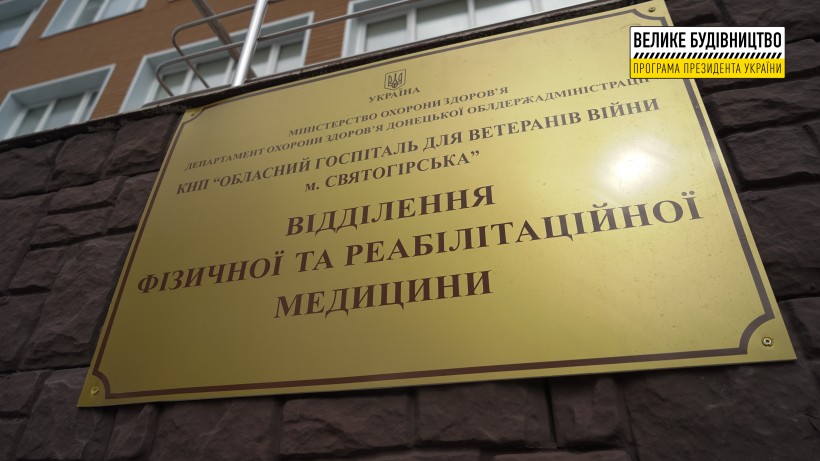 ВЕЛИКЕ БУДІВНИЦТВО
ПРОГРАМА ПРЕЗИДЕНТА УКРАЇНИ
УКРАЇНА
МІНІСТЕРСТВО ОХОРОНИ ЗДОРОВ'Я
ДЕПАРТАМЕНТ ОХОРОНИ ЗДОРОВ'Я ДОНЕЦЬКОЇ ОБЛДЕРЖАДМІНІСТРАЦІЇ
КНП "ОБЛАСНИЙ ГОСПІТАЛЬ ДЛЯ ВЕТЕРАНІВ ВІЙНИ
м. СВЯТОГІРСЬКА"
ВІДДІЛЕННЯ
ФІЗИЧНОЇ ТА РЕАБІЛІТАЦІЙНОЇ
МЕДИЦИНИ